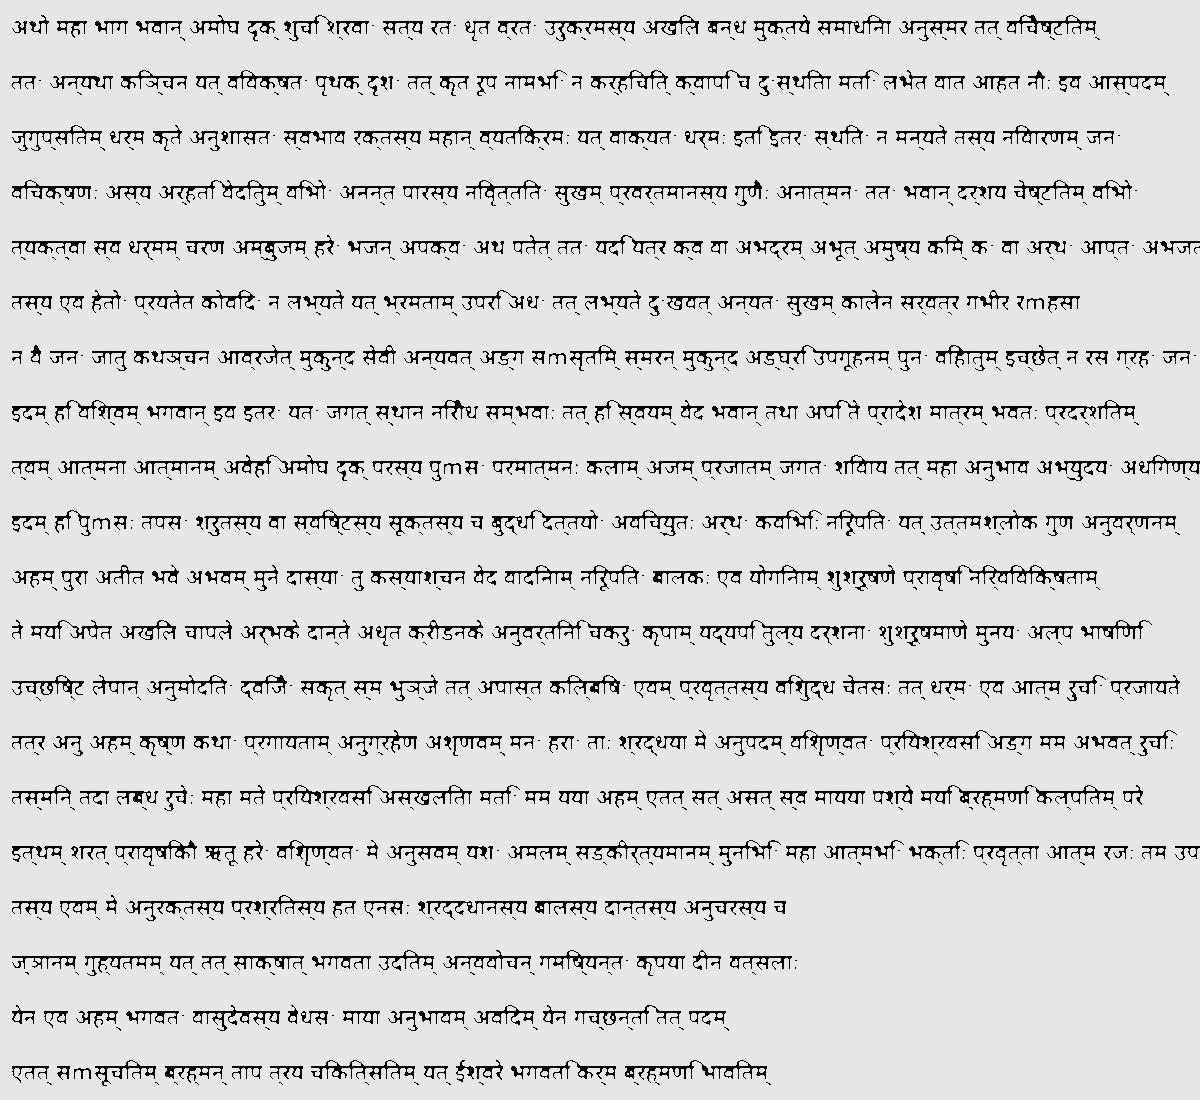 अथो महा भाग भवान् अमोघ दृक् शुचि श्रवाः सत्य रतः धृत व्रतः उरुक्रमस्य अखिल बन्ध मुक्तये समाधिना अनुस्मर तत् विचेष्टितम्
ततः अन्यथा किञ्चन यत् विवक्षतः पृथक् दृशः तत् कृत रूप नामभिः न कर्हिचित् क्वापि च दुःस्थिता मतिः लभेत वात आहत नौः इव आस्पदम्
जुगुप्सितम् धर्म कृते अनुशासतः स्वभाव रक्तस्य महान् व्यतिक्रमः यत् वाक्यतः धर्मः इति इतरः स्थितः न मन्यते तस्य निवारणम् जनः
विचक्षणः अस्य अर्हति वेदितुम् विभोः अनन्त पारस्य निवृत्तितः सुखम् प्रवर्तमानस्य गुणैः अनात्मनः ततः भवान् दर्शय चेष्टितम् विभोः
त्यक्त्वा स्व धर्मम् चरण अम्बुजम् हरेः भजन् अपक्वः अथ पतेत् ततः यदि यत्र क्व वा अभद्रम् अभूत् अमुष्य किम् कः वा अर्थः आप्तः अभजत
तस्य एव हेतोः प्रयतेत कोविदः न लभ्यते यत् भ्रमताम् उपरि अधः तत् लभ्यते दुःखवत् अन्यतः सुखम् कालेन सर्वत्र गभीर रmहसा
न वै जनः जातु कथञ्चन आव्रजेत् मुकुन्द सेवी अन्यवत् अङ्ग सmसृतिम् स्मरन् मुकुन्द अङ्घ्रि उपगूहनम् पुनः विहातुम् इच्छेत् न रस ग्रहः जनः
इदम् हि विश्वम् भगवान् इव इतरः यतः जगत् स्थान निरोध सम्भवाः तत् हि स्वयम् वेद भवान् तथा अपि ते प्रादेश मात्रम् भवतः प्रदर्शितम्
त्वम् आत्मना आत्मानम् अवेहि अमोघ दृक् परस्य पुmसः परमात्मनः कलाम् अजम् प्रजातम् जगतः शिवाय तत् महा अनुभाव अभ्युदयः अधिगण्य
इदम् हि पुmसः तपसः श्रुतस्य वा स्विष्टस्य सूक्तस्य च बुद्धि दत्तयोः अविच्युतः अर्थः कविभिः निरूपितः यत् उत्तमश्लोक गुण अनुवर्णनम्
अहम् पुरा अतीत भवे अभवम् मुने दास्याः तु कस्याश्चन वेद वादिनाम् निरूपितः बालकः एव योगिनाम् शुश्रूषणे प्रावृषि निर्विविक्षताम्
ते मयि अपेत अखिल चापले अर्भके दान्ते अधृत क्रीडनके अनुवर्तिनि चक्रुः कृपाम् यद्यपि तुल्य दर्शनाः शुश्रूषमाणे मुनयः अल्प भाषिणि
उच्छिष्ट लेपान् अनुमोदितः द्विजैः सकृत् स्म भुञ्जे तत् अपास्त किल्बिषः एवम् प्रवृत्तस्य विशुद्ध चेतसः तत् धर्मः एव आत्म रुचिः प्रजायते
तत्र अनु अहम् कृष्ण कथाः प्रगायताम् अनुग्रहेण अशृणवम् मनः हराः ताः श्रद्धया मे अनुपदम् विशृण्वतः प्रियश्रवसि अङ्ग मम अभवत् रुचिः
तस्मिन् तदा लब्ध रुचेः महा मते प्रियश्रवसि अस्खलिता मतिः मम यया अहम् एतत् सत् असत् स्व मायया पश्ये मयि ब्रह्मणि कल्पितम् परे
इत्थम् शरत् प्रावृषिकौ ऋतू हरेः विशृण्वतः मे अनुसवम् यशः अमलम् सङ्कीर्त्यमानम् मुनिभिः महा आत्मभिः भक्तिः प्रवृत्ता आत्म रजः तम उप
तस्य एवम् मे अनुरक्तस्य प्रश्रितस्य हत एनसः श्रद्दधानस्य बालस्य दान्तस्य अनुचरस्य च
ज्ञानम् गुह्यतमम् यत् तत् साक्षात् भगवता उदितम् अन्ववोचन् गमिष्यन्तः कृपया दीन वत्सलाः
येन एव अहम् भगवतः वासुदेवस्य वेधसः माया अनुभावम् अविदम् येन गच्छन्ति तत् पदम्
एतत् सmसूचितम् ब्रह्मन् ताप त्रय चिकित्सितम् यत् ईश्वरे भगवति कर्म ब्रह्मणि भावितम्